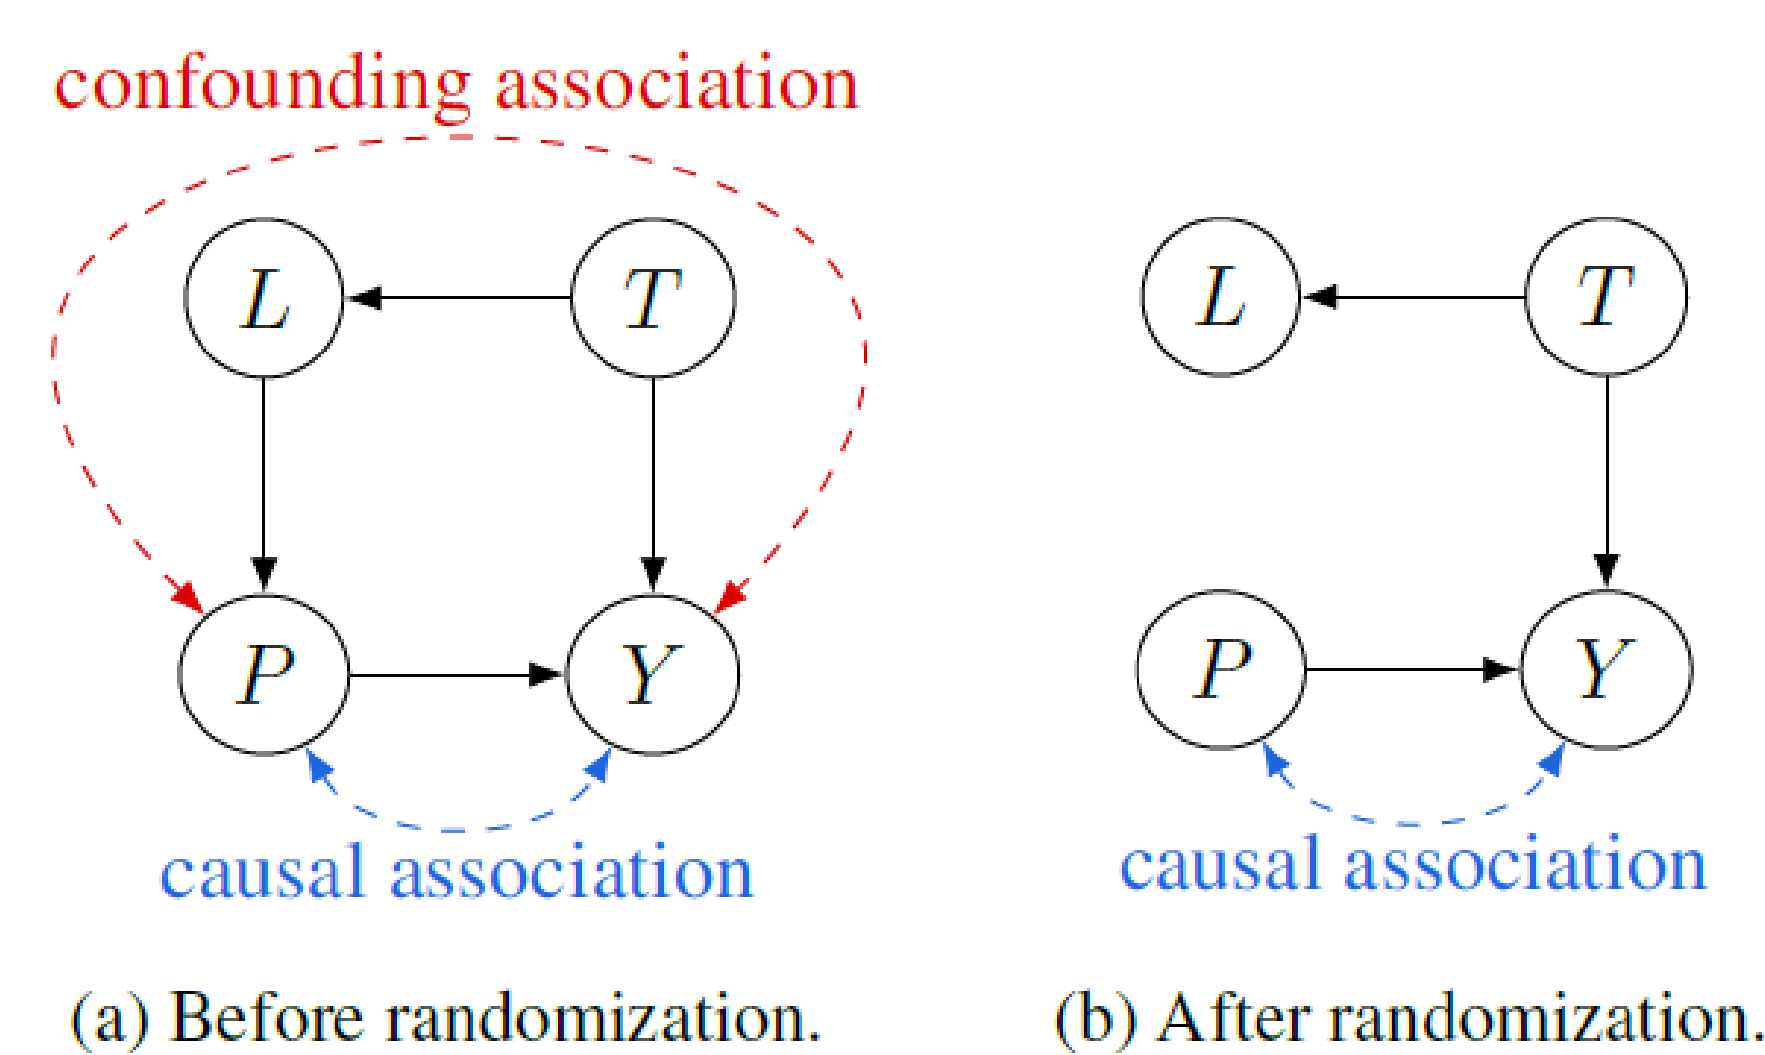 confounding association
L T L T
P Y P Y
causal association causal association
(a) Before randomization. (b) After randomization.